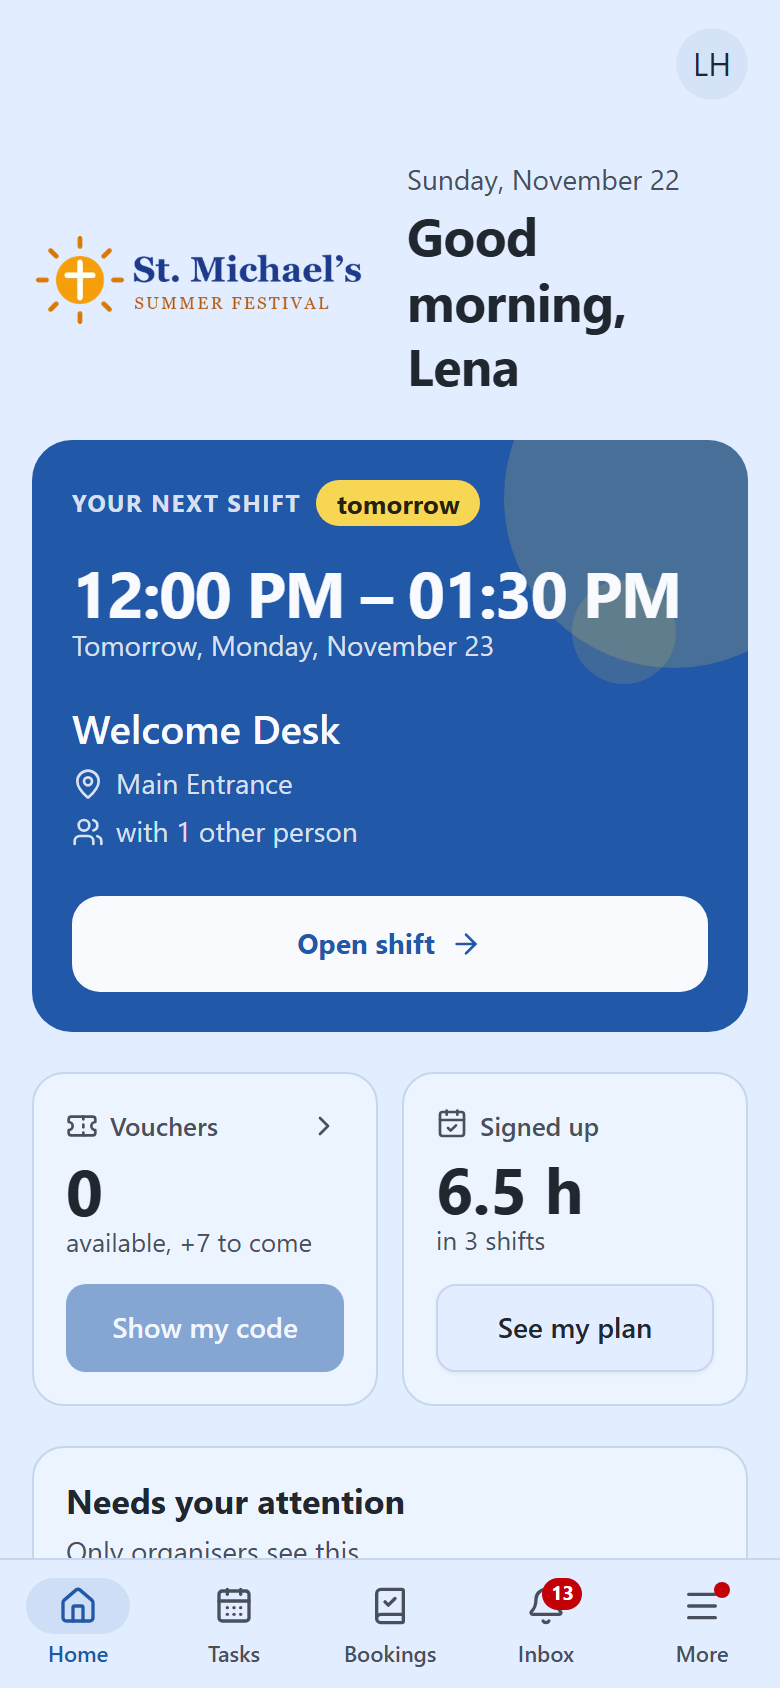 LH
Sunday, November 22
Good
morning,
Lena
St. Michael’s
SUMMER FESTIVAL
YOUR NEXT SHIFT tomorrow
12:00 PM – 01:30 PM
Tomorrow, Monday, November 23
Welcome Desk
Main Entrance
with 1 other person
Open shift
Vouchers
0
available, +7 to come
Show my code
Signed up
6.5 h
in 3 shifts
See my plan
Needs your attention
Only organisers see this
13
Home
Tasks
Bookings
Inbox
More